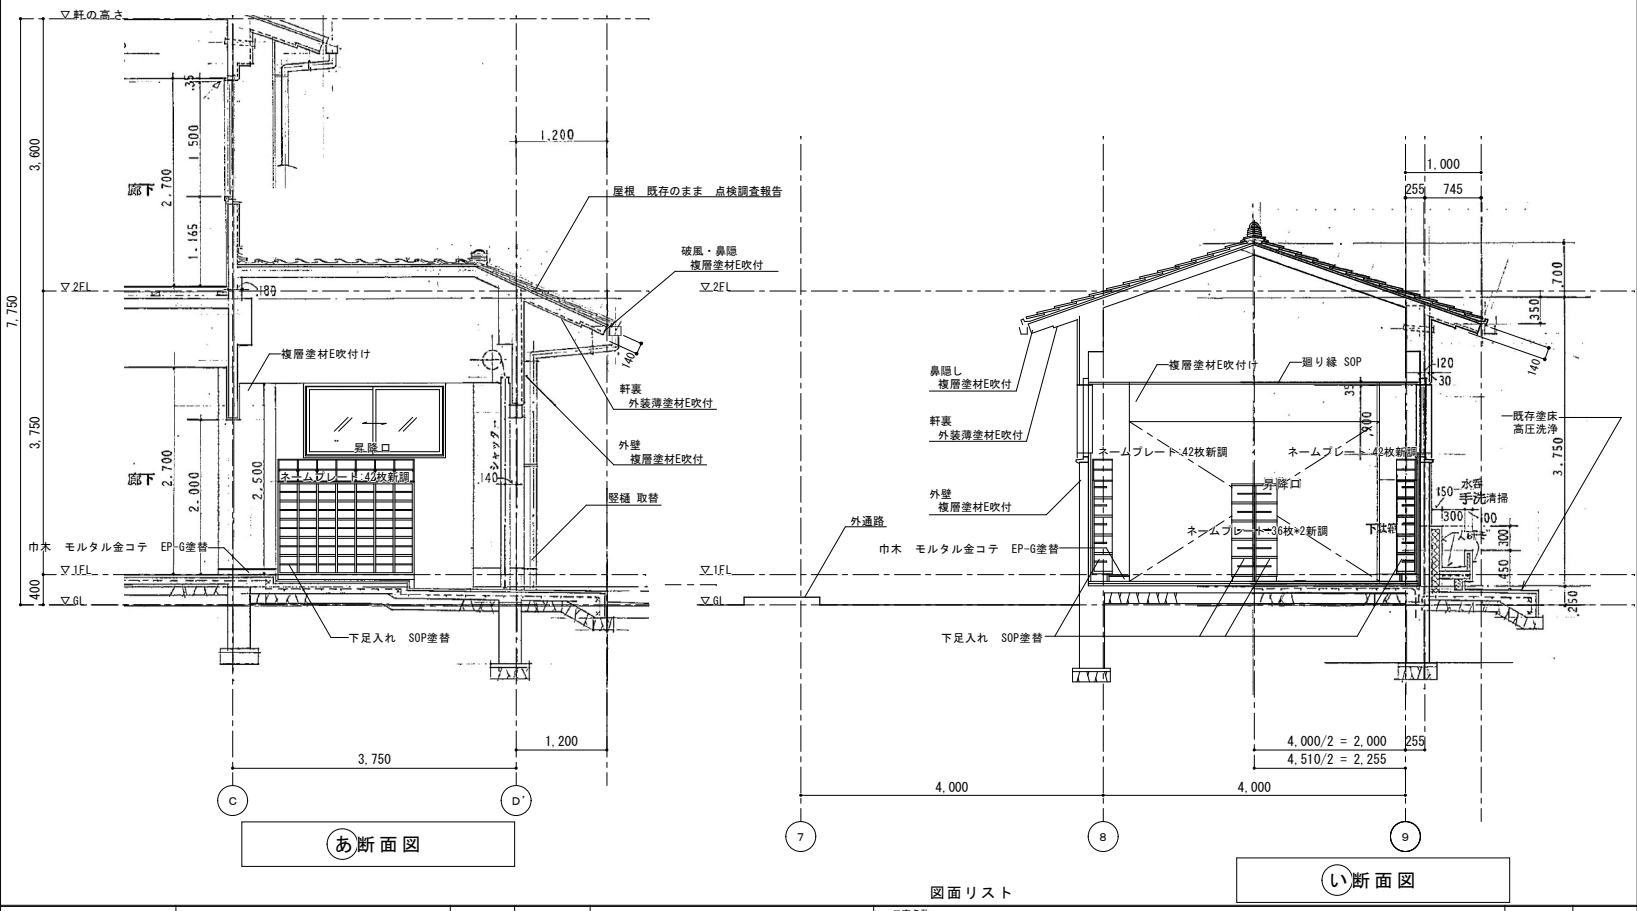 ▽軒の高さ
35
3,600
1 500
2,700
廊下
1.165
1,200
屋根 既存のまま 点検調査報告
破風・鼻隠
複層塗材E吹付
▽2FL
180
7,750
複層塗材E吹付け
140
軒裏
外装薄塗材E吹付
3,750
昇降口
シャッター
外壁
複層塗材E吹付
ネームプレート:42枚新調
廊下
2.700
2.000
2,500
140
竪樋 取替
巾木 モルタル金コテ EP-G塗替
▽1FL
400
▽GL
下足入れ SOP塗替
1,200
3,750
C
D'
あ断面図
1,000
255
745
▽2FL
700
350
140
鼻隠し
複層塗材E吹付
複層塗材E吹付け
廻り縁 SOP
120
30
35
軒裏
外装薄塗材E吹付
既存塗床
高圧洗浄
ネームプレート:42枚新調
ネームプレート:42枚新調
3,750
昇降口
外壁
複層塗材E吹付
150
手洗清掃
300
ネームプレート:36枚*2新調
外通路
巾木 モルタル金コテ EP-G塗替
300
450
▽1FL
▽GL
250
下足入れ SOP塗替
4,000/2 = 2,000
255
4,510/2 = 2,255
4,000
4,000
7
8
9
い断面図
図面リスト